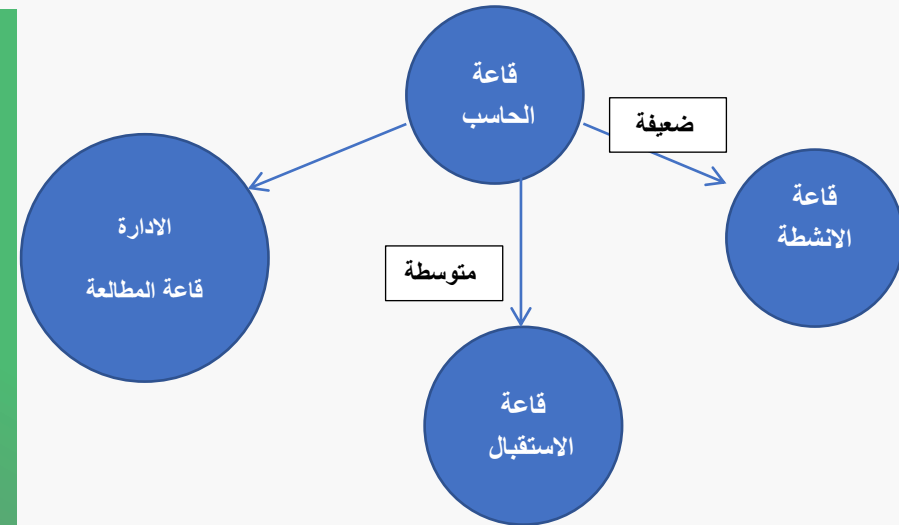 قاعة
الحاسب
ضعيفة
قاعة
الانشطة
الادارة
قاعة المطالعة
متوسطة
قاعة
الاستقبال